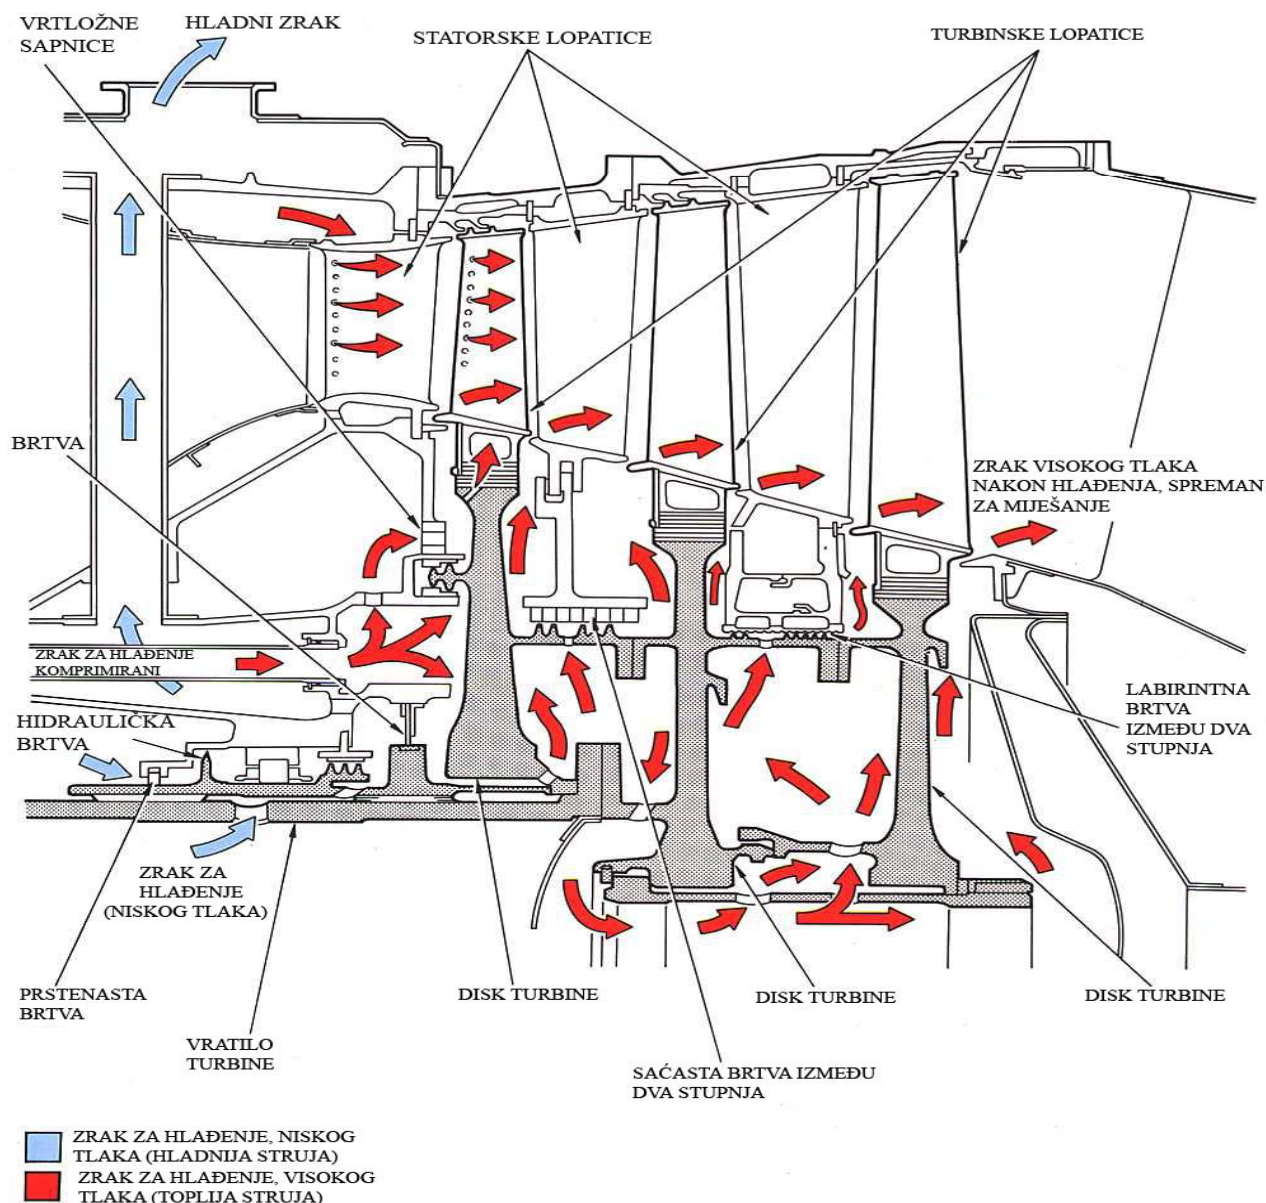 VRTLOŽNE
SAPNICE
HLADNI ZRAK
STATORSKE LOPATICE
TURBINSKE LOPATICE
BRTVA
ZRAK VISOKOG TLAKA
NAKON HLAĐENJA, SPREMAN
ZA MIJEŠANJE
ZRAK ZA HLAĐENJE
KOMPRIMIRANI
HIDRAULIČKA
BRTVA
LABIRINTNA
BRTVA
IZMEĐU DVA
STUPNJA
ZRAK ZA
HLAĐENJE
(NISKOG TLAKA)
PRSTENASTA
BRTVA
DISK TURBINE
DISK TURBINE
DISK TURBINE
VRATILO
TURBINE
SAĆASTA BRTVA IZMEĐU
DVA STUPNJA
ZRAK ZA HLAĐENJE, NISKOG
TLAKA (HLADNIJA STRUJA)
ZRAK ZA HLAĐENJE, VISOKOG
TLAKA (TOPLIJA STRUJA)